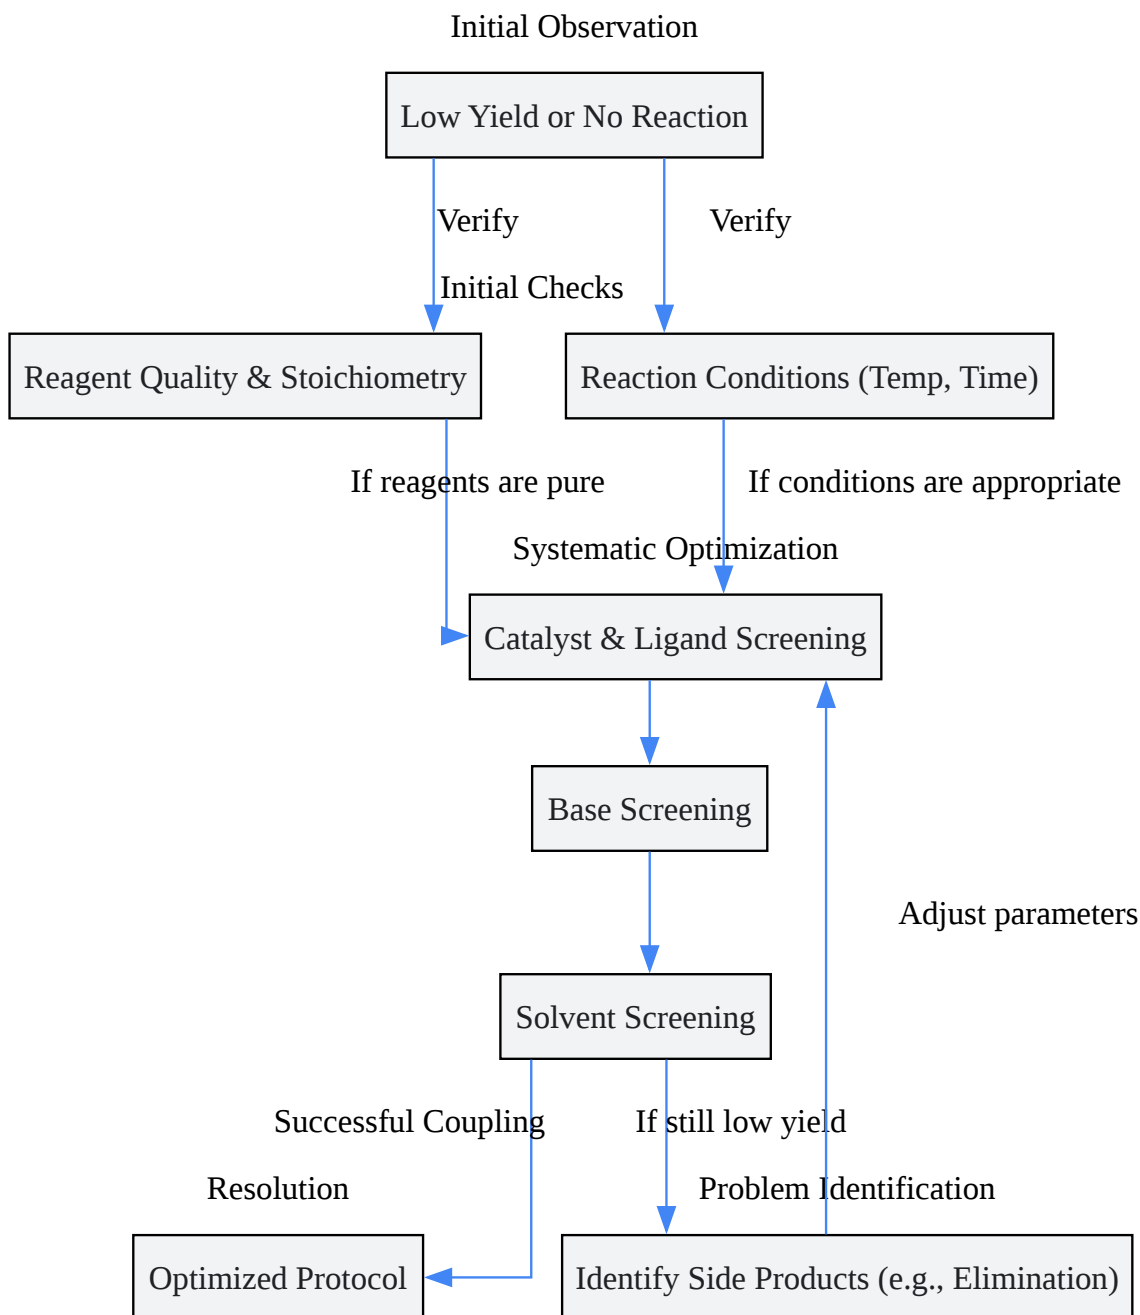 Initial Observation
Low Yield or No Reaction
Verify
Verify
Initial Checks
Reagent Quality & Stoichiometry
Reaction Conditions (Temp, Time)
If reagents are pure
If conditions are appropriate
Systematic Optimization
Catalyst & Ligand Screening
Base Screening
Adjust parameters
Solvent Screening
Successful Coupling
If still low yield
Resolution
Problem Identification
Optimized Protocol
Identify Side Products (e.g., Elimination)